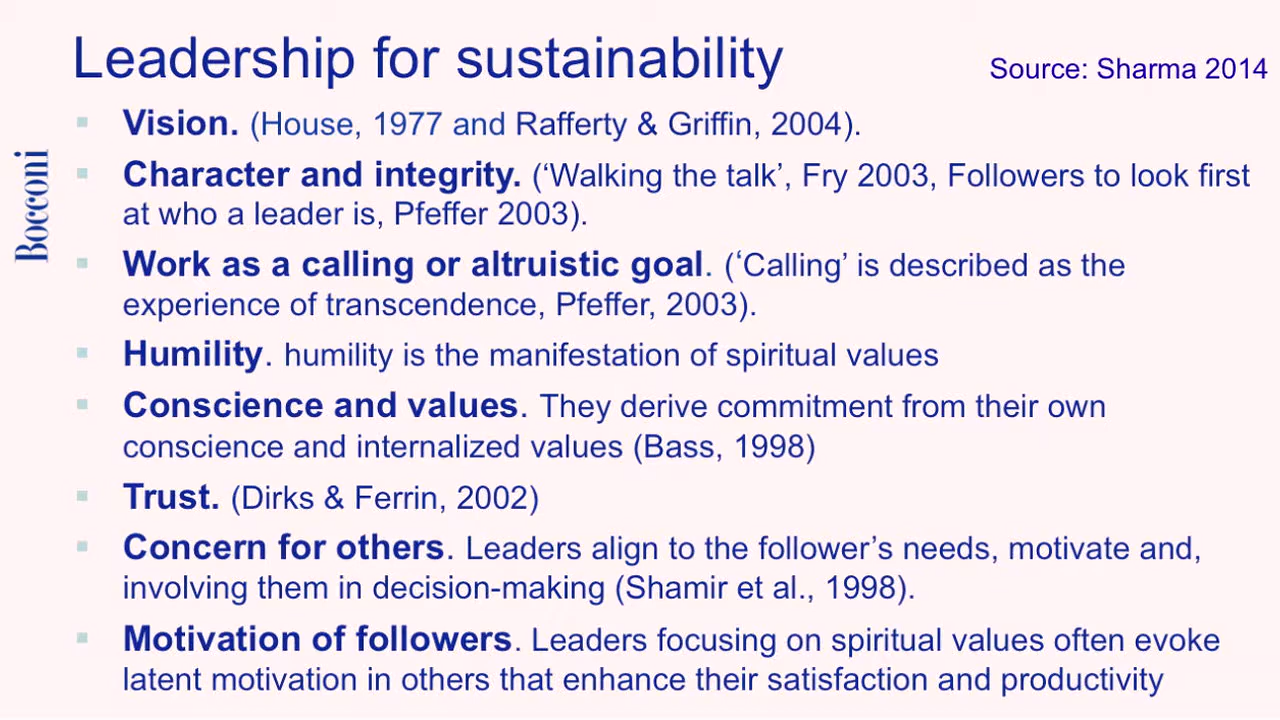 Leadership for sustainability
Source: Sharma 2014
Bocconi
Vision. (House, 1977 and Rafferty & Griffin, 2004).
Character and integrity. (‘Walking the talk’, Fry 2003, Followers to look first
at who a leader is, Pfeffer 2003).
Work as a calling or altruistic goal. (‘Calling’ is described as the
experience of transcendence, Pfeffer, 2003).
Humility. humility is the manifestation of spiritual values
Conscience and values. They derive commitment from their own
conscience and internalized values (Bass, 1998)
Trust. (Dirks & Ferrin, 2002)
Concern for others. Leaders align to the follower’s needs, motivate and,
involving them in decision-making (Shamir et al., 1998).
Motivation of followers. Leaders focusing on spiritual values often evoke
latent motivation in others that enhance their satisfaction and productivity